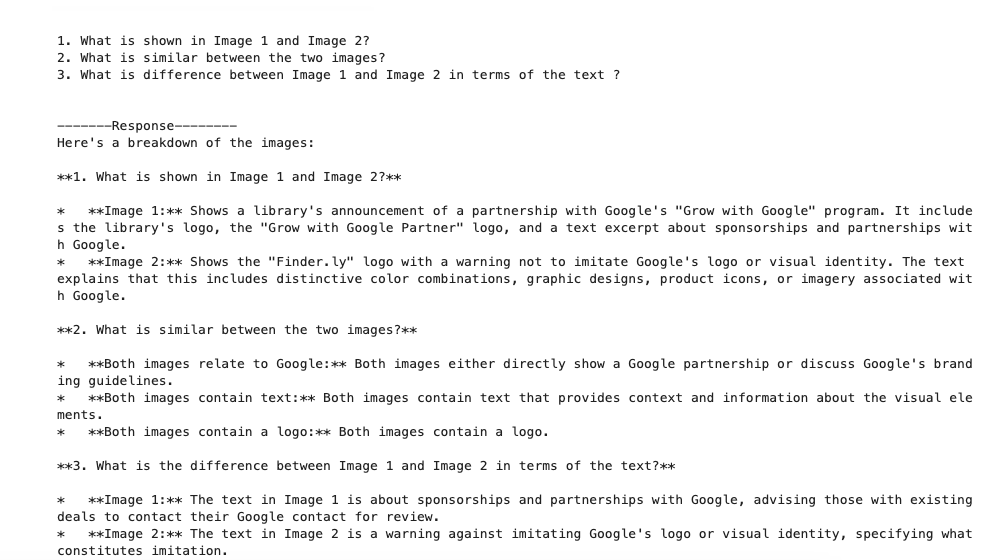 1. What is shown in Image 1 and Image 2?
2. What is similar between the two images?
3. What is difference between Image 1 and Image 2 in terms of the text ?
-------Response--------
Here's a breakdown of the images:
**1. What is shown in Image 1 and Image 2?**
*   **Image 1:** Shows a library's announcement of a partnership with Google's "Grow with Google" program. It include
s the library's logo, the "Grow with Google Partner" logo, and a text excerpt about sponsorships and partnerships wit
h Google.
*   **Image 2:** Shows the "Finder.ly" logo with a warning not to imitate Google's logo or visual identity. The text
explains that this includes distinctive color combinations, graphic designs, product icons, or imagery associated wit
h Google.
**2. What is similar between the two images?**
*   **Both images relate to Google:** Both images either directly show a Google partnership or discuss Google's brand
ing guidelines.
*   **Both images contain text:** Both images contain text that provides context and information about the visual ele
ments.
*   **Both images contain a logo:** Both images contain a logo.
**3. What is the difference between Image 1 and Image 2 in terms of the text?**
*   **Image 1:** The text in Image 1 is about sponsorships and partnerships with Google, advising those with existing
deals to contact their Google contact for review.
*   **Image 2:** The text in Image 2 is a warning against imitating Google's logo or visual identity, specifying what
constitutes imitation.